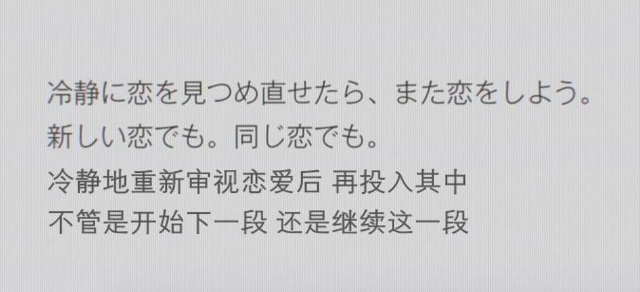 冷静に恋を見つめ直せたら、また恋をしよう。
新しい恋でも。同じ恋でも。
冷静地重新审视恋爱后 再投入其中
不管是开始下一段 还是继续这一段